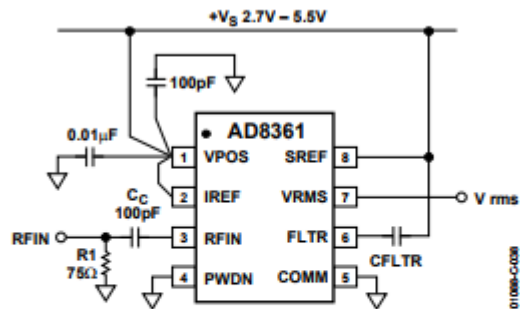 +VS 2.7V – 5.5V
100pF
0.01µF
AD8361
1 VPOS SREF 8
2 IREF VRMS 7
V rms
CC
100pF
RFIN
3 RFIN FLTR 6
CFLTR
R1
75Ω
4 PWDN COMM 5
01088-C-038